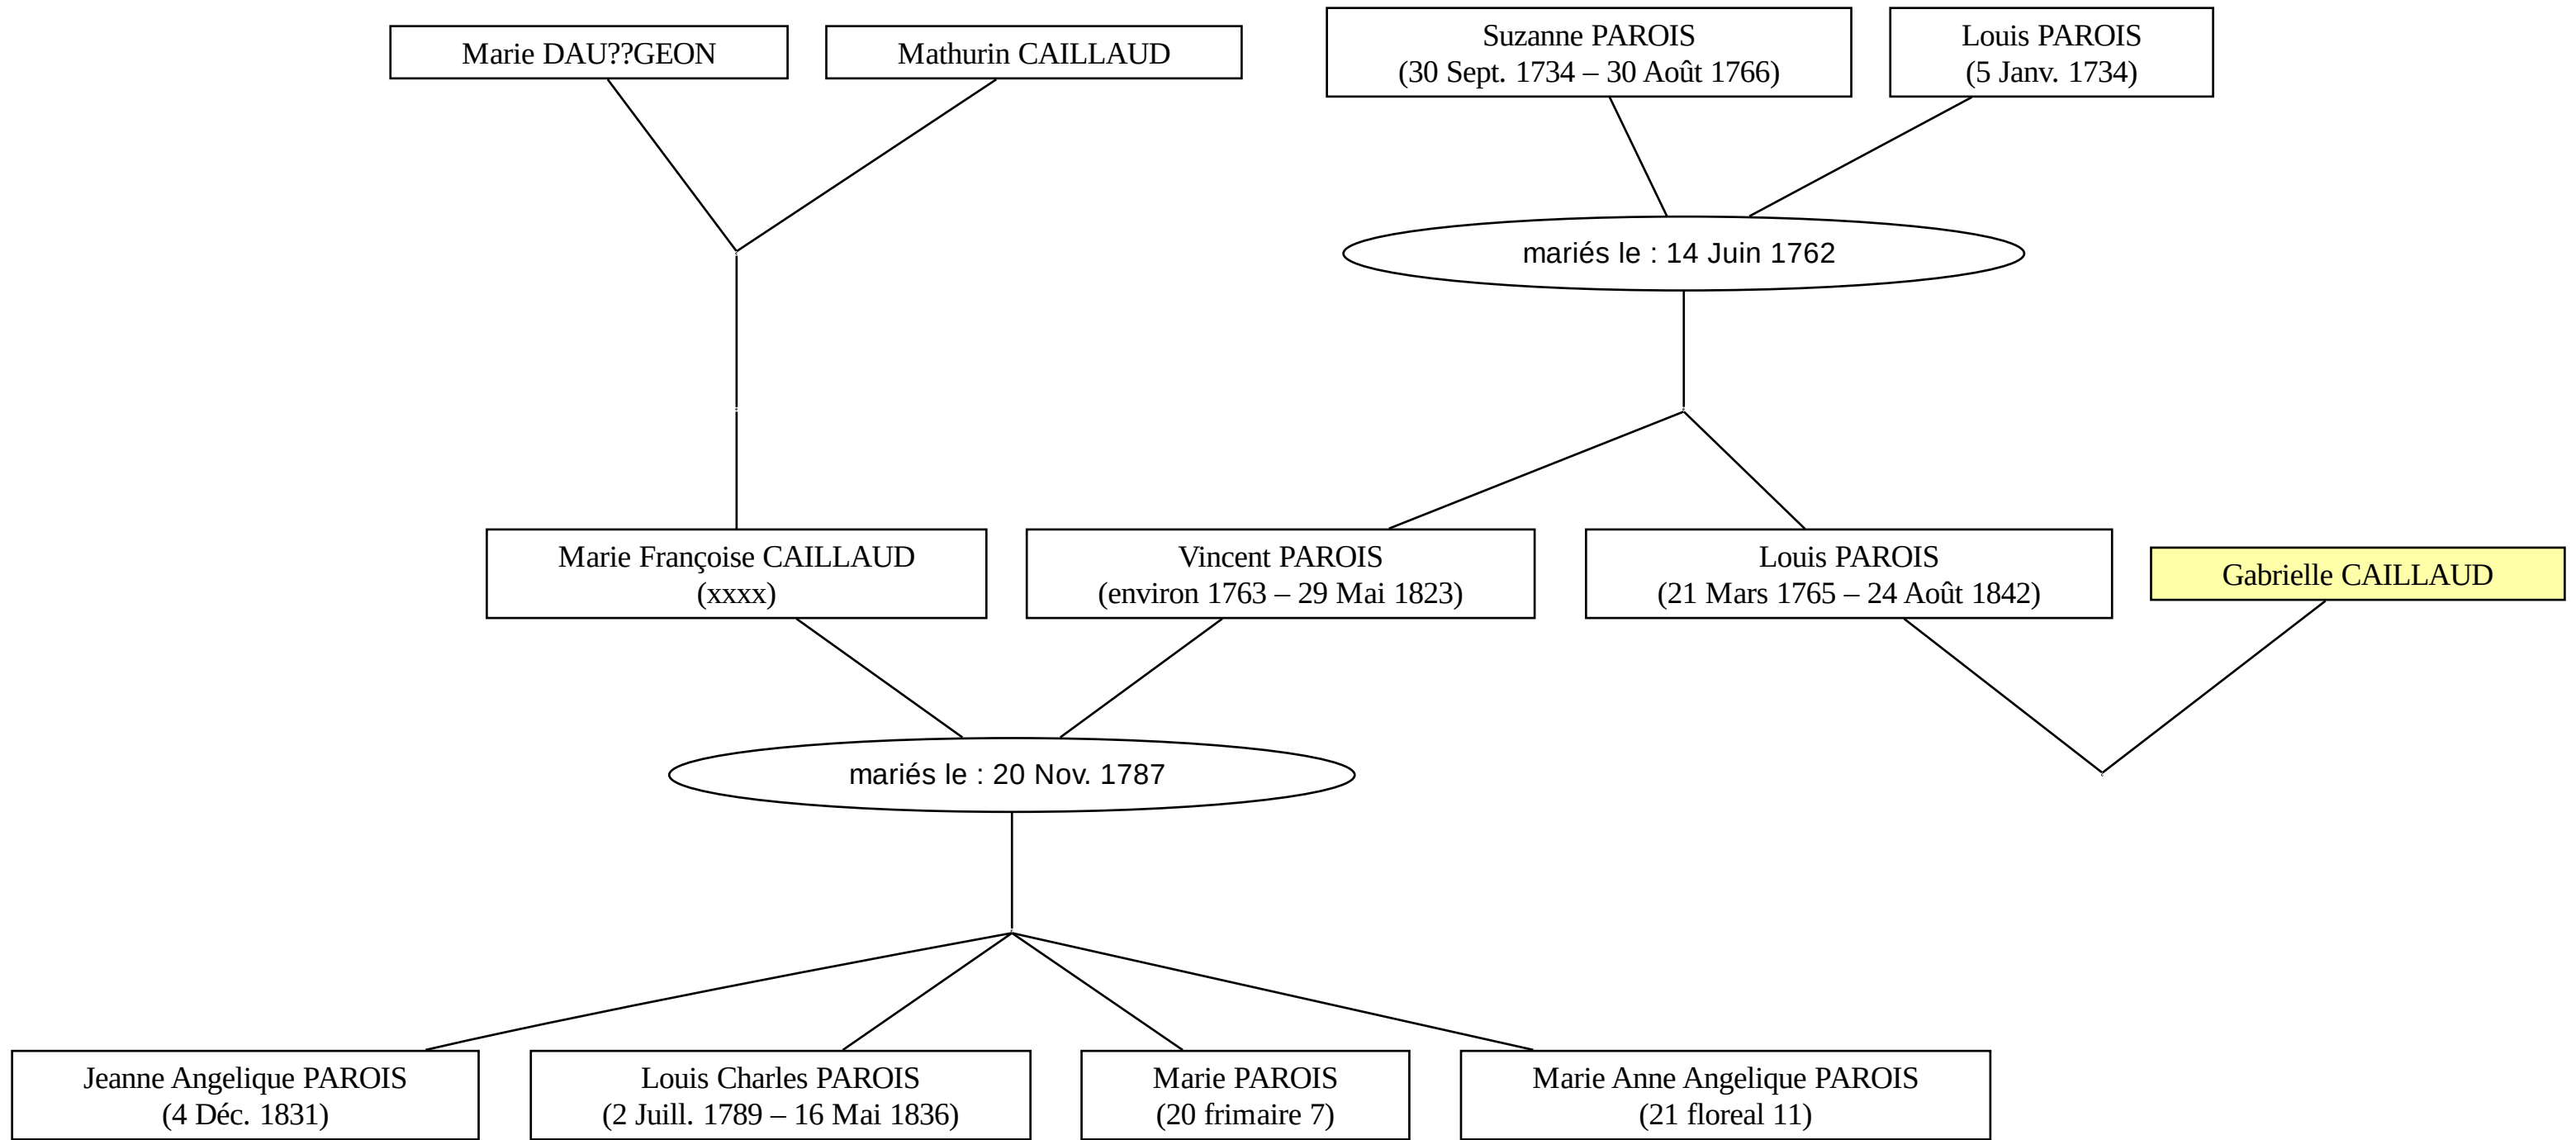 Marie DAU??GEON
Mathurin CAILLAUD
Suzanne PAROIS
(30 Sept. 1734 – 30 Août 1766)
Louis PAROIS
(5 Janv. 1734)
mariés le : 14 Juin 1762
Marie Françoise CAILLAUD
(xxxx)
Vincent PAROIS
(environ 1763 – 29 Mai 1823)
Louis PAROIS
(21 Mars 1765 – 24 Août 1842)
Gabrielle CAILLAUD
mariés le : 20 Nov. 1787
Jeanne Angelique PAROIS
(4 Déc. 1831)
Louis Charles PAROIS
(2 Juill. 1789 – 16 Mai 1836)
Marie PAROIS
(20 frimaire 7)
Marie Anne Angelique PAROIS
(21 floreal 11)